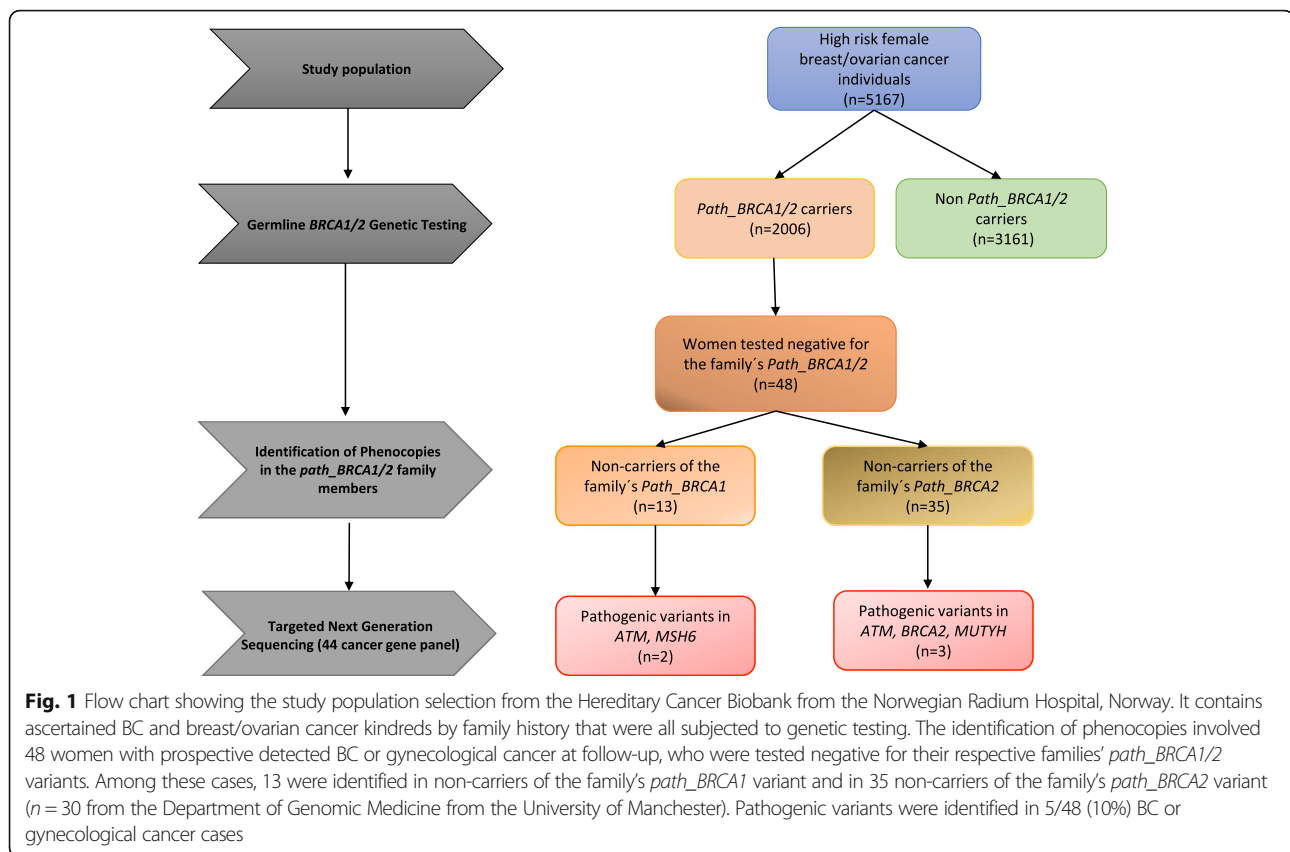 Study population
High risk female
breast/ovarian cancer
individuals
(n=5167)
Germline BRCA1/2 Genetic Testing
Path_BRCA1/2 carriers
(n=2006)
Non Path_BRCA1/2
carriers
(n=3161)
Women tested negative for
the family´s Path_BRCA1/2
(n=48)
Identification of Phenocopies
in the path_BRCA1/2 family
members
Non-carriers of the
family´s Path_BRCA1
(n=13)
Non-carriers of the
family´s Path_BRCA2
(n=35)
Targeted Next Generation
Sequencing (44 cancer gene panel)
Pathogenic variants in
ATM, MSH6
(n=2)
Pathogenic variants in
ATM, BRCA2, MUTYH
(n=3)
Fig. 1 Flow chart showing the study population selection from the Hereditary Cancer Biobank from the Norwegian Radium Hospital, Norway. It contains
ascertained BC and breast/ovarian cancer kindreds by family history that were all subjected to genetic testing. The identification of phenocopies involved
48 women with prospective detected BC or gynecological cancer at follow-up, who were tested negative for their respective families’ path_BRCA1/2
variants. Among these cases, 13 were identified in non-carriers of the family’s path_BRCA1 variant and in 35 non-carriers of the family’s path_BRCA2 variant
(n = 30 from the Department of Genomic Medicine from the University of Manchester). Pathogenic variants were identified in 5/48 (10%) BC or
gynecological cancer cases